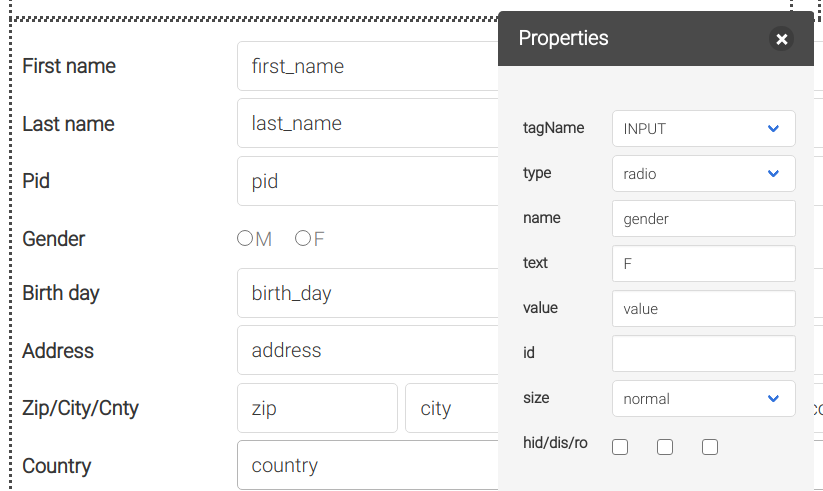 First name first_name
Last name last_name
Pid pid
Gender M F
Birth day birth_day
Address address
Zip/City/Cnty zip city
Country country
Properties
tagName INPUT
type radio
name gender
text F
value value
id
size normal
hid/dis/ro